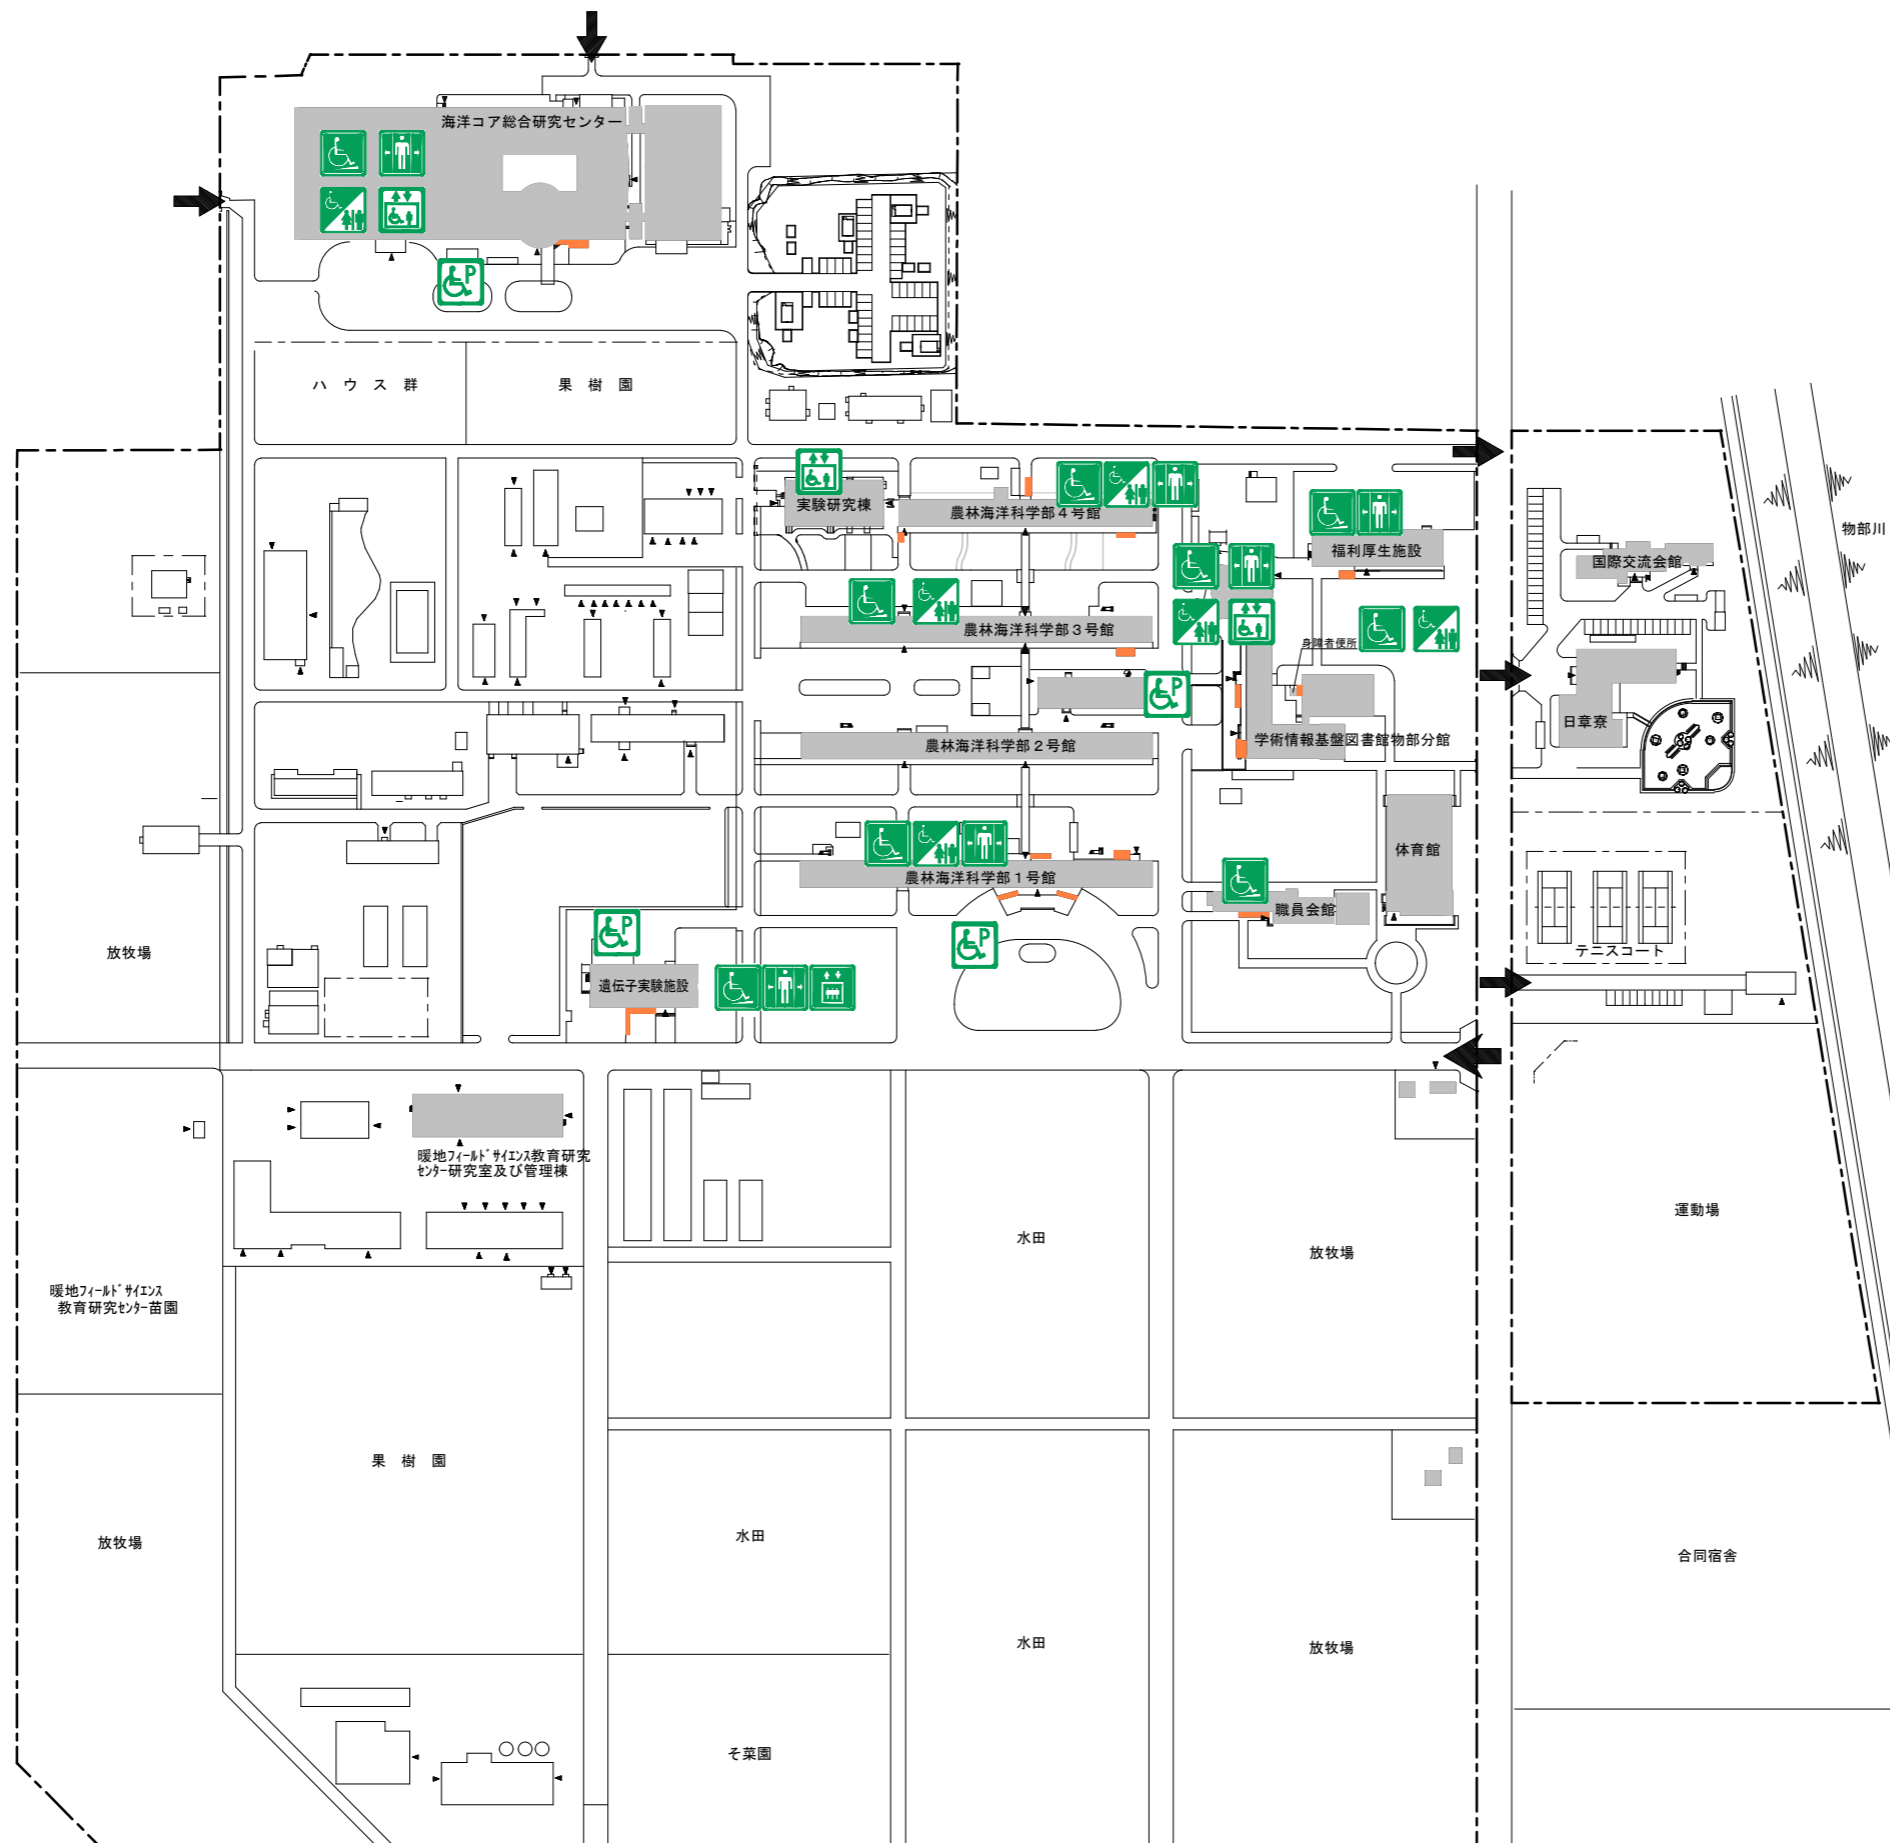 海洋コア総合研究センター
P
ハウス群
果樹園
実験研究棟
農林海洋科学部４号館
福利厚生施設
国際交流会館
物部川
農林海洋科学部３号館
身障者便所
P
日章寮
農林海洋科学部２号館
学術情報基盤図書館物部分館
体育館
農林海洋科学部１号館
職員会館
放牧場
P
P
テニスコート
遺伝子実験施設
暖地フィールドサイエンス教育研究
センター研究室及び管理棟
運動場
水田
放牧場
暖地フィールドサイエンス
教育研究センター苗園
果樹園
放牧場
水田
合同宿舎
水田
放牧場
そ菜園